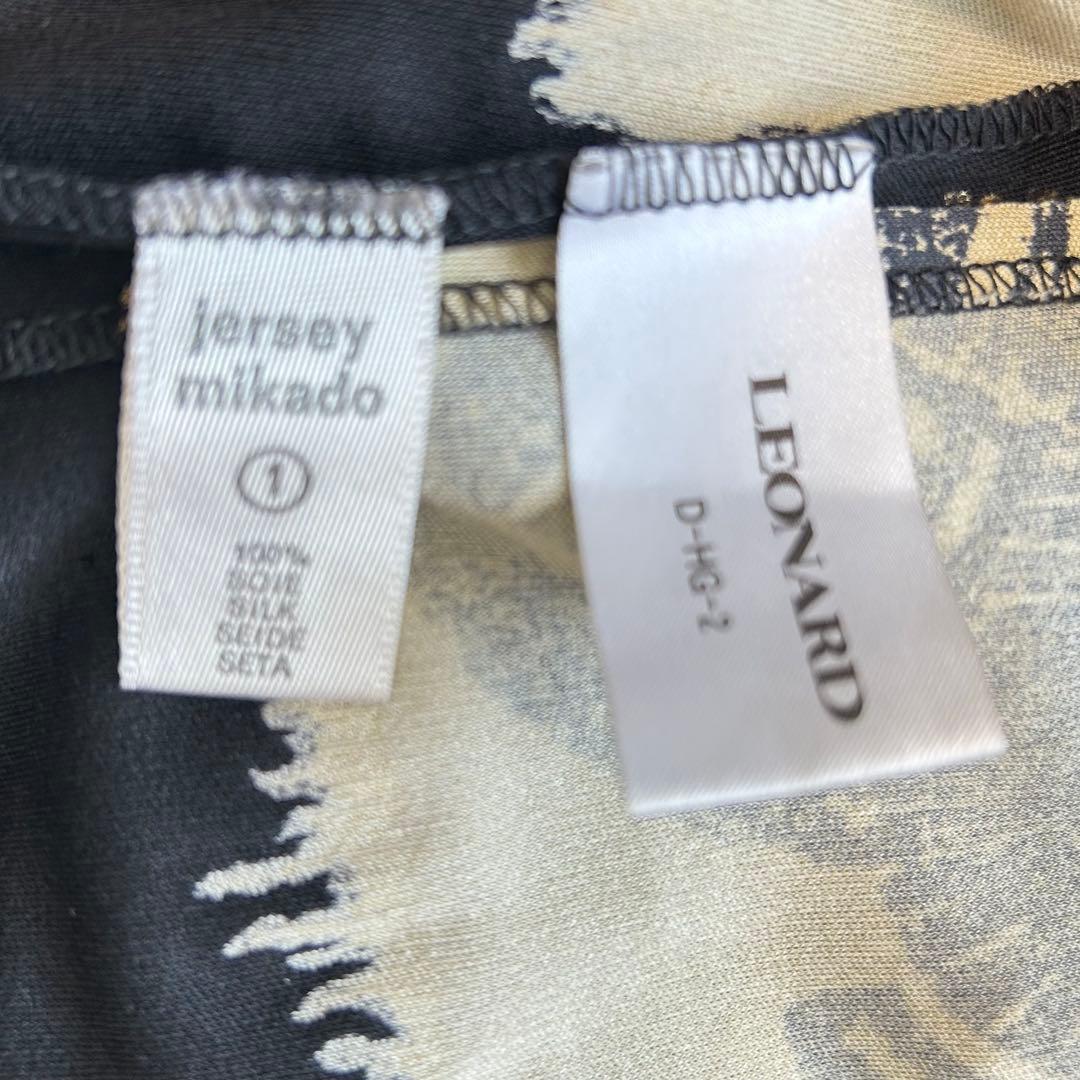 jersey
mikado
1
100%
SOIE
SILK
SEIDE
SETA
LEONARD
D-HG-2